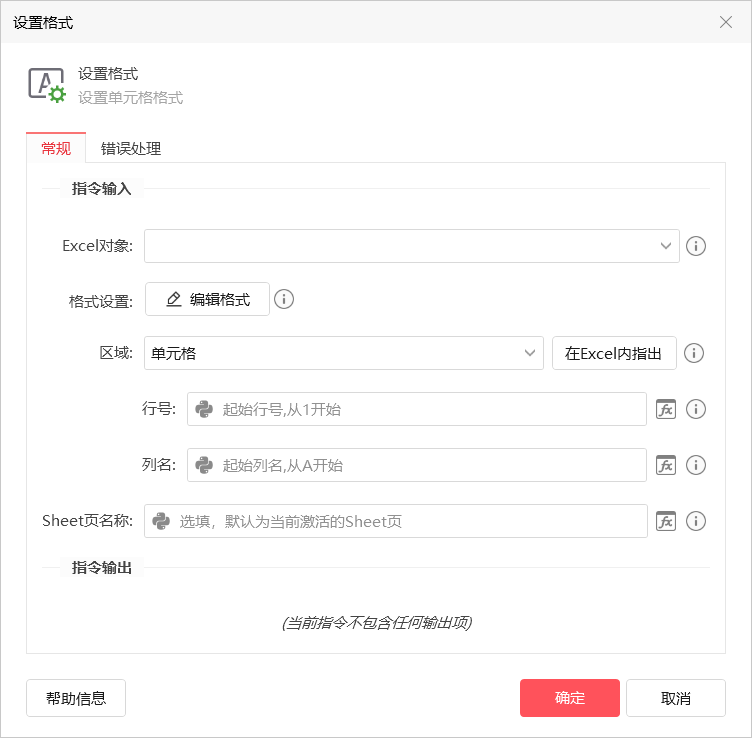 设置格式
设置格式
设置单元格格式
常规 错误处理
指令输入
Excel对象:
格式设置: 编辑格式
区域: 单元格 在Excel内指出
行号: 起始行号,从1开始 fx
列名: 起始列名,从A开始 fx
Sheet页名称: 选填，默认为当前激活的Sheet页 fx
指令输出
(当前指令不包含任何输出项)
帮助信息 确定 取消